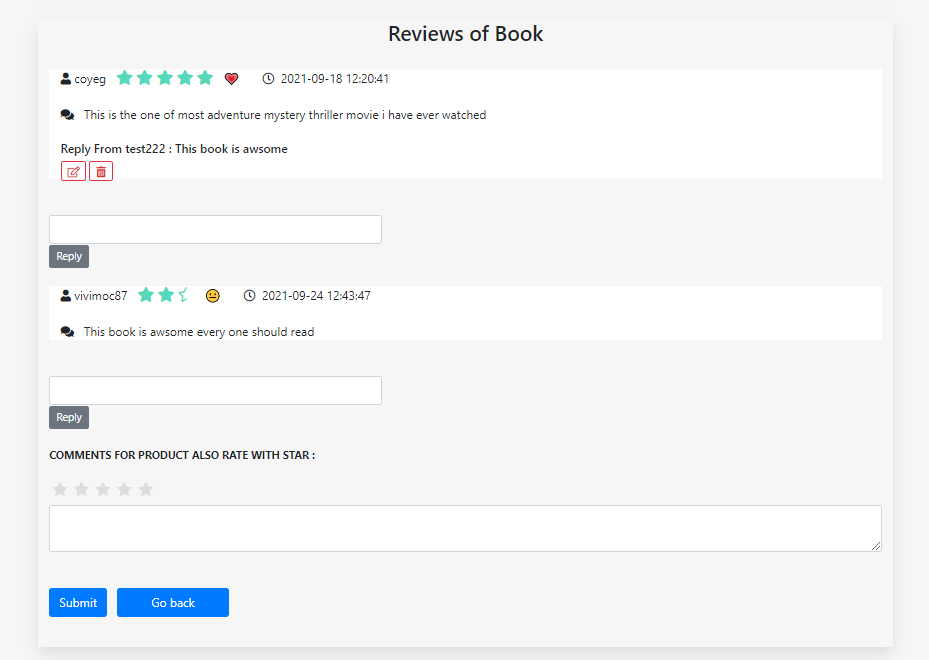 Reviews of Book
coyeg 2021-09-18 12:20:41
This is the one of most adventure mystery thriller movie i have ever watched
Reply From test222 : This book is awsome
Reply
vivimoc87 2021-09-24 12:43:47
This book is awsome every one should read
Reply
COMMENTS FOR PRODUCT ALSO RATE WITH STAR :
Submit Go back